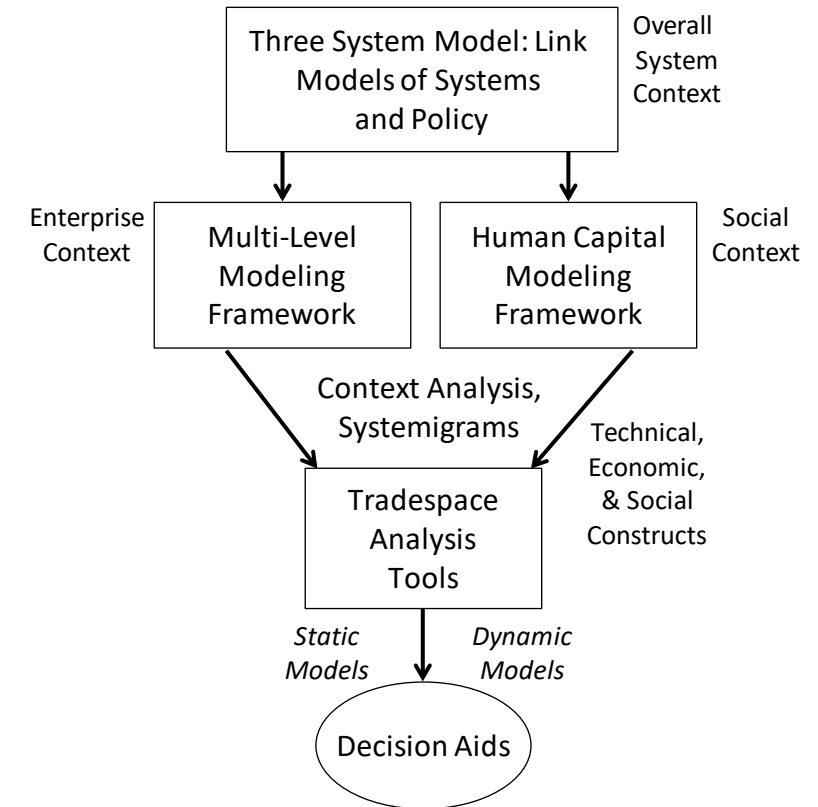 Three System Model: Link
Models of Systems
and Policy
Overall
System
Context
Enterprise
Context
Multi-Level
Modeling
Framework
Human Capital
Modeling
Framework
Social
Context
Context Analysis,
Systemigrams
Technical,
Economic,
& Social
Constructs
Tradespace
Analysis
Tools
Static
Models
Dynamic
Models
Decision Aids